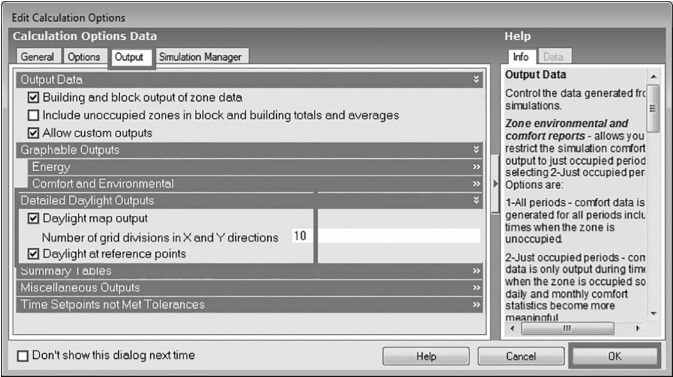 Edit Calculation Options
Calculation Options Data
General Options Output Simulation Manager
Output Data
Building and block output of zone data
Include unoccupied zones in block and building totals and averages
Allow custom outputs
Graphable Outputs
Energy
Comfort and Environmental
Detailed Daylight Outputs
Daylight map output
Number of grid divisions in X and Y directions 10
Daylight at reference points
Summary Tables
Miscellaneous Outputs
Time Setpoints not Met Tolerances
Don't show this dialog next time
Help
Info Data
Output Data
Control the data generated frc
simulations.
Zone environmental and
comfort reports - allows you
restrict the simulation comfort
output to just occupied period
selecting 2-Just occupied per
Options are:
1-All periods - comfort data is
generated for all periods inclu
times when the zone is
unoccupied.
2-Just occupied periods - com
data is only output during time
when the zone is occupied so
daily and monthly comfort
statistics become more
meaningful
Help Cancel OK